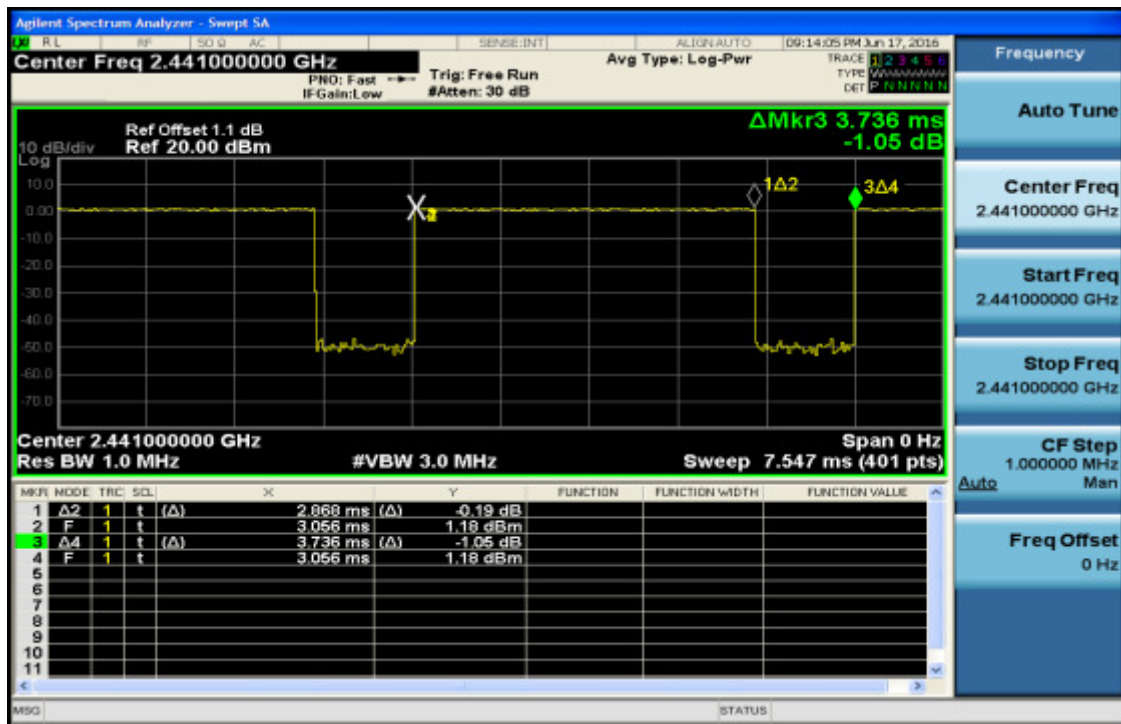 Agilent Spectrum Analyzer - Swept SA
RL RF 50 Ω AC SENSE:INT ALIGN AUTO 09:14:05 PM Jun 17, 2016
Center Freq 2.441000000 GHz
PNO: Fast Trig: Free Run
IFGain:Low #Atten: 30 dB
Avg Type: Log-Pwr
TRACE 1 2 3 4 5 6
TYPE
DET P N N N N N
Ref Offset 1.1 dB
10 dB/div Ref 20.00 dBm
Log
ΔMkr3 3.736 ms
-1.05 dB
1Δ2 3Δ4
10.0
0.00
-10.0
-20.0
-30.0
-40.0
-50.0
-60.0
-70.0
Center 2.441000000 GHz Span 0 Hz
Res BW 1.0 MHz #VBW 3.0 MHz Sweep 7.547 ms (401 pts)
MKR MODE TRC SCL X Y FUNCTION FUNCTION WIDTH FUNCTION VALUE
1 Δ2 1 t (Δ) 2.868 ms (Δ) -0.19 dB
2 F 1 t 3.056 ms 1.18 dBm
3 Δ4 1 t (Δ) 3.736 ms (Δ) -1.05 dB
4 F 1 t 3.056 ms 1.18 dBm
5
6
7
8
9
10
11
MSG STATUS
Frequency
Auto Tune
Center Freq
2.441000000 GHz
Start Freq
2.441000000 GHz
Stop Freq
2.441000000 GHz
CF Step
1.000000 MHz
Auto Man
Freq Offset
0 Hz